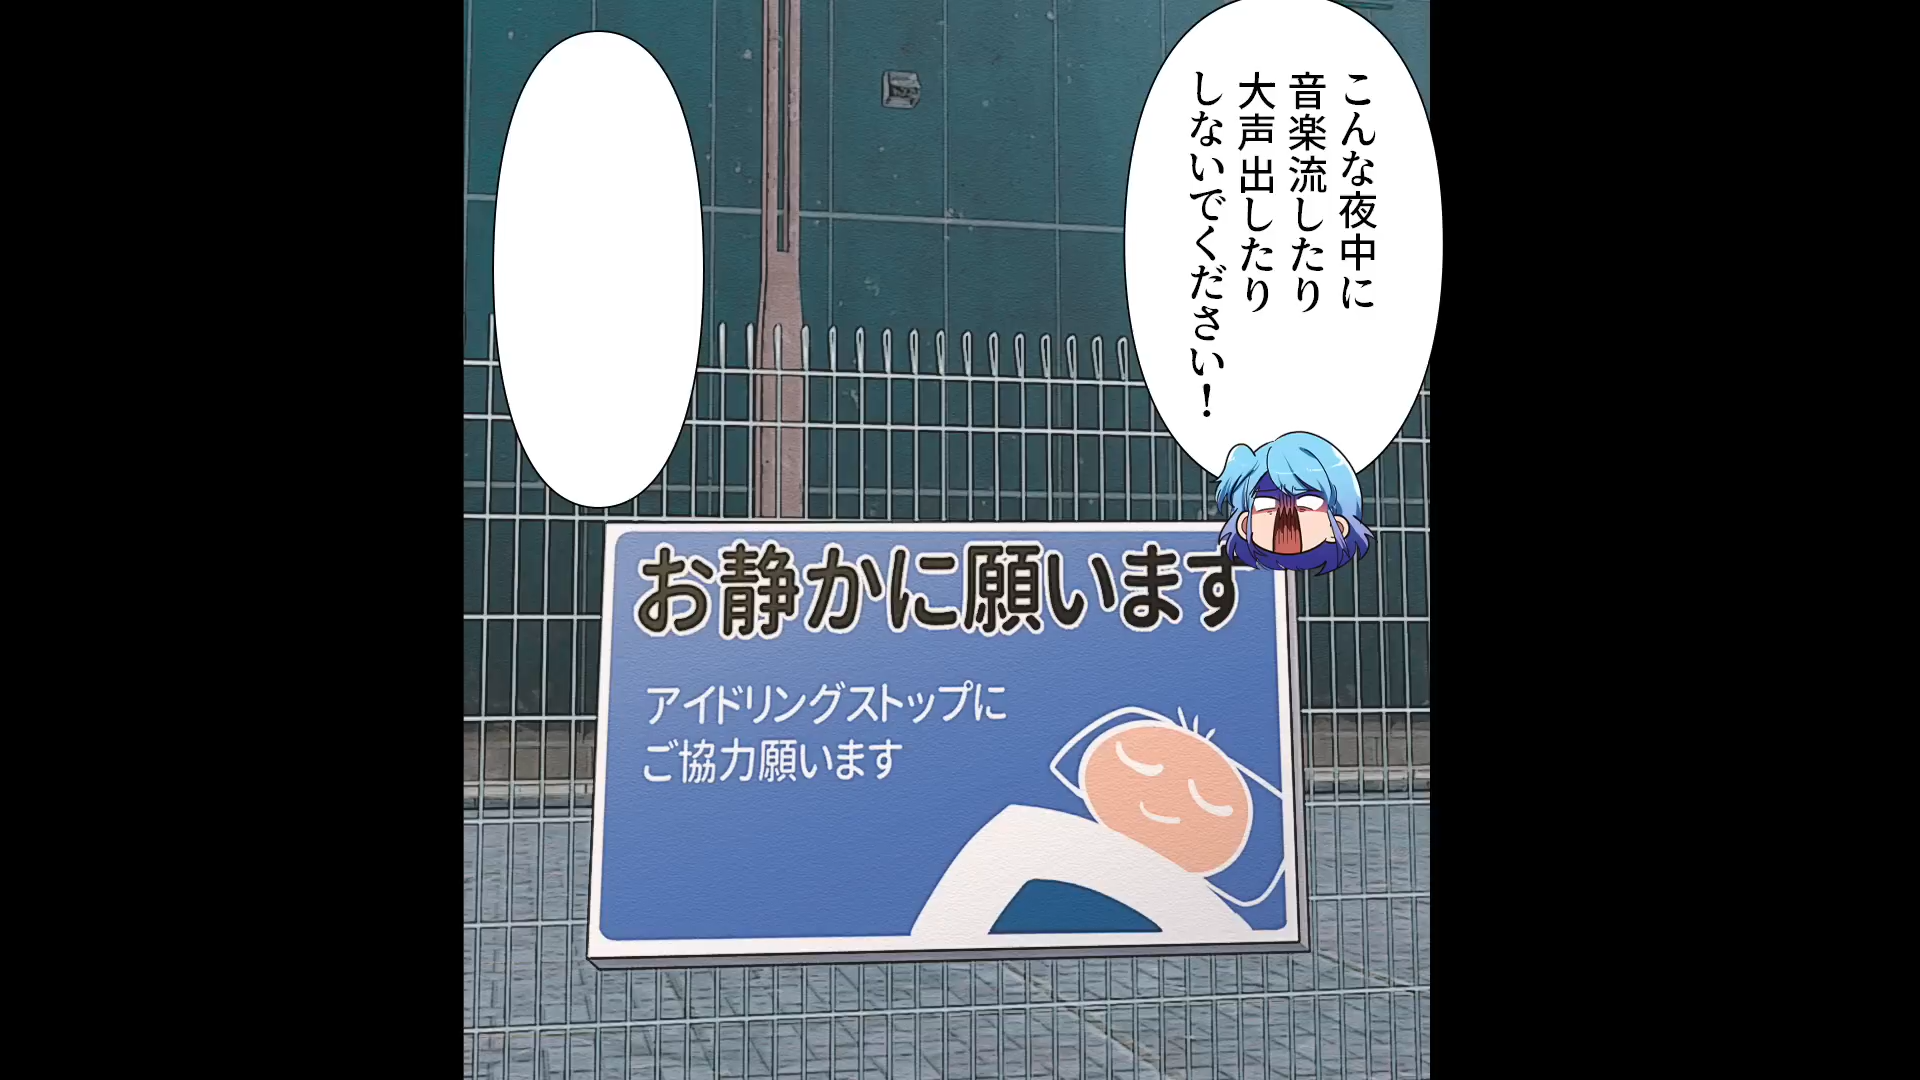 こんな夜中に
音楽流したり
大声出したり
しないでください！
お静かに願います
アイドリングストップに
ご協力願います